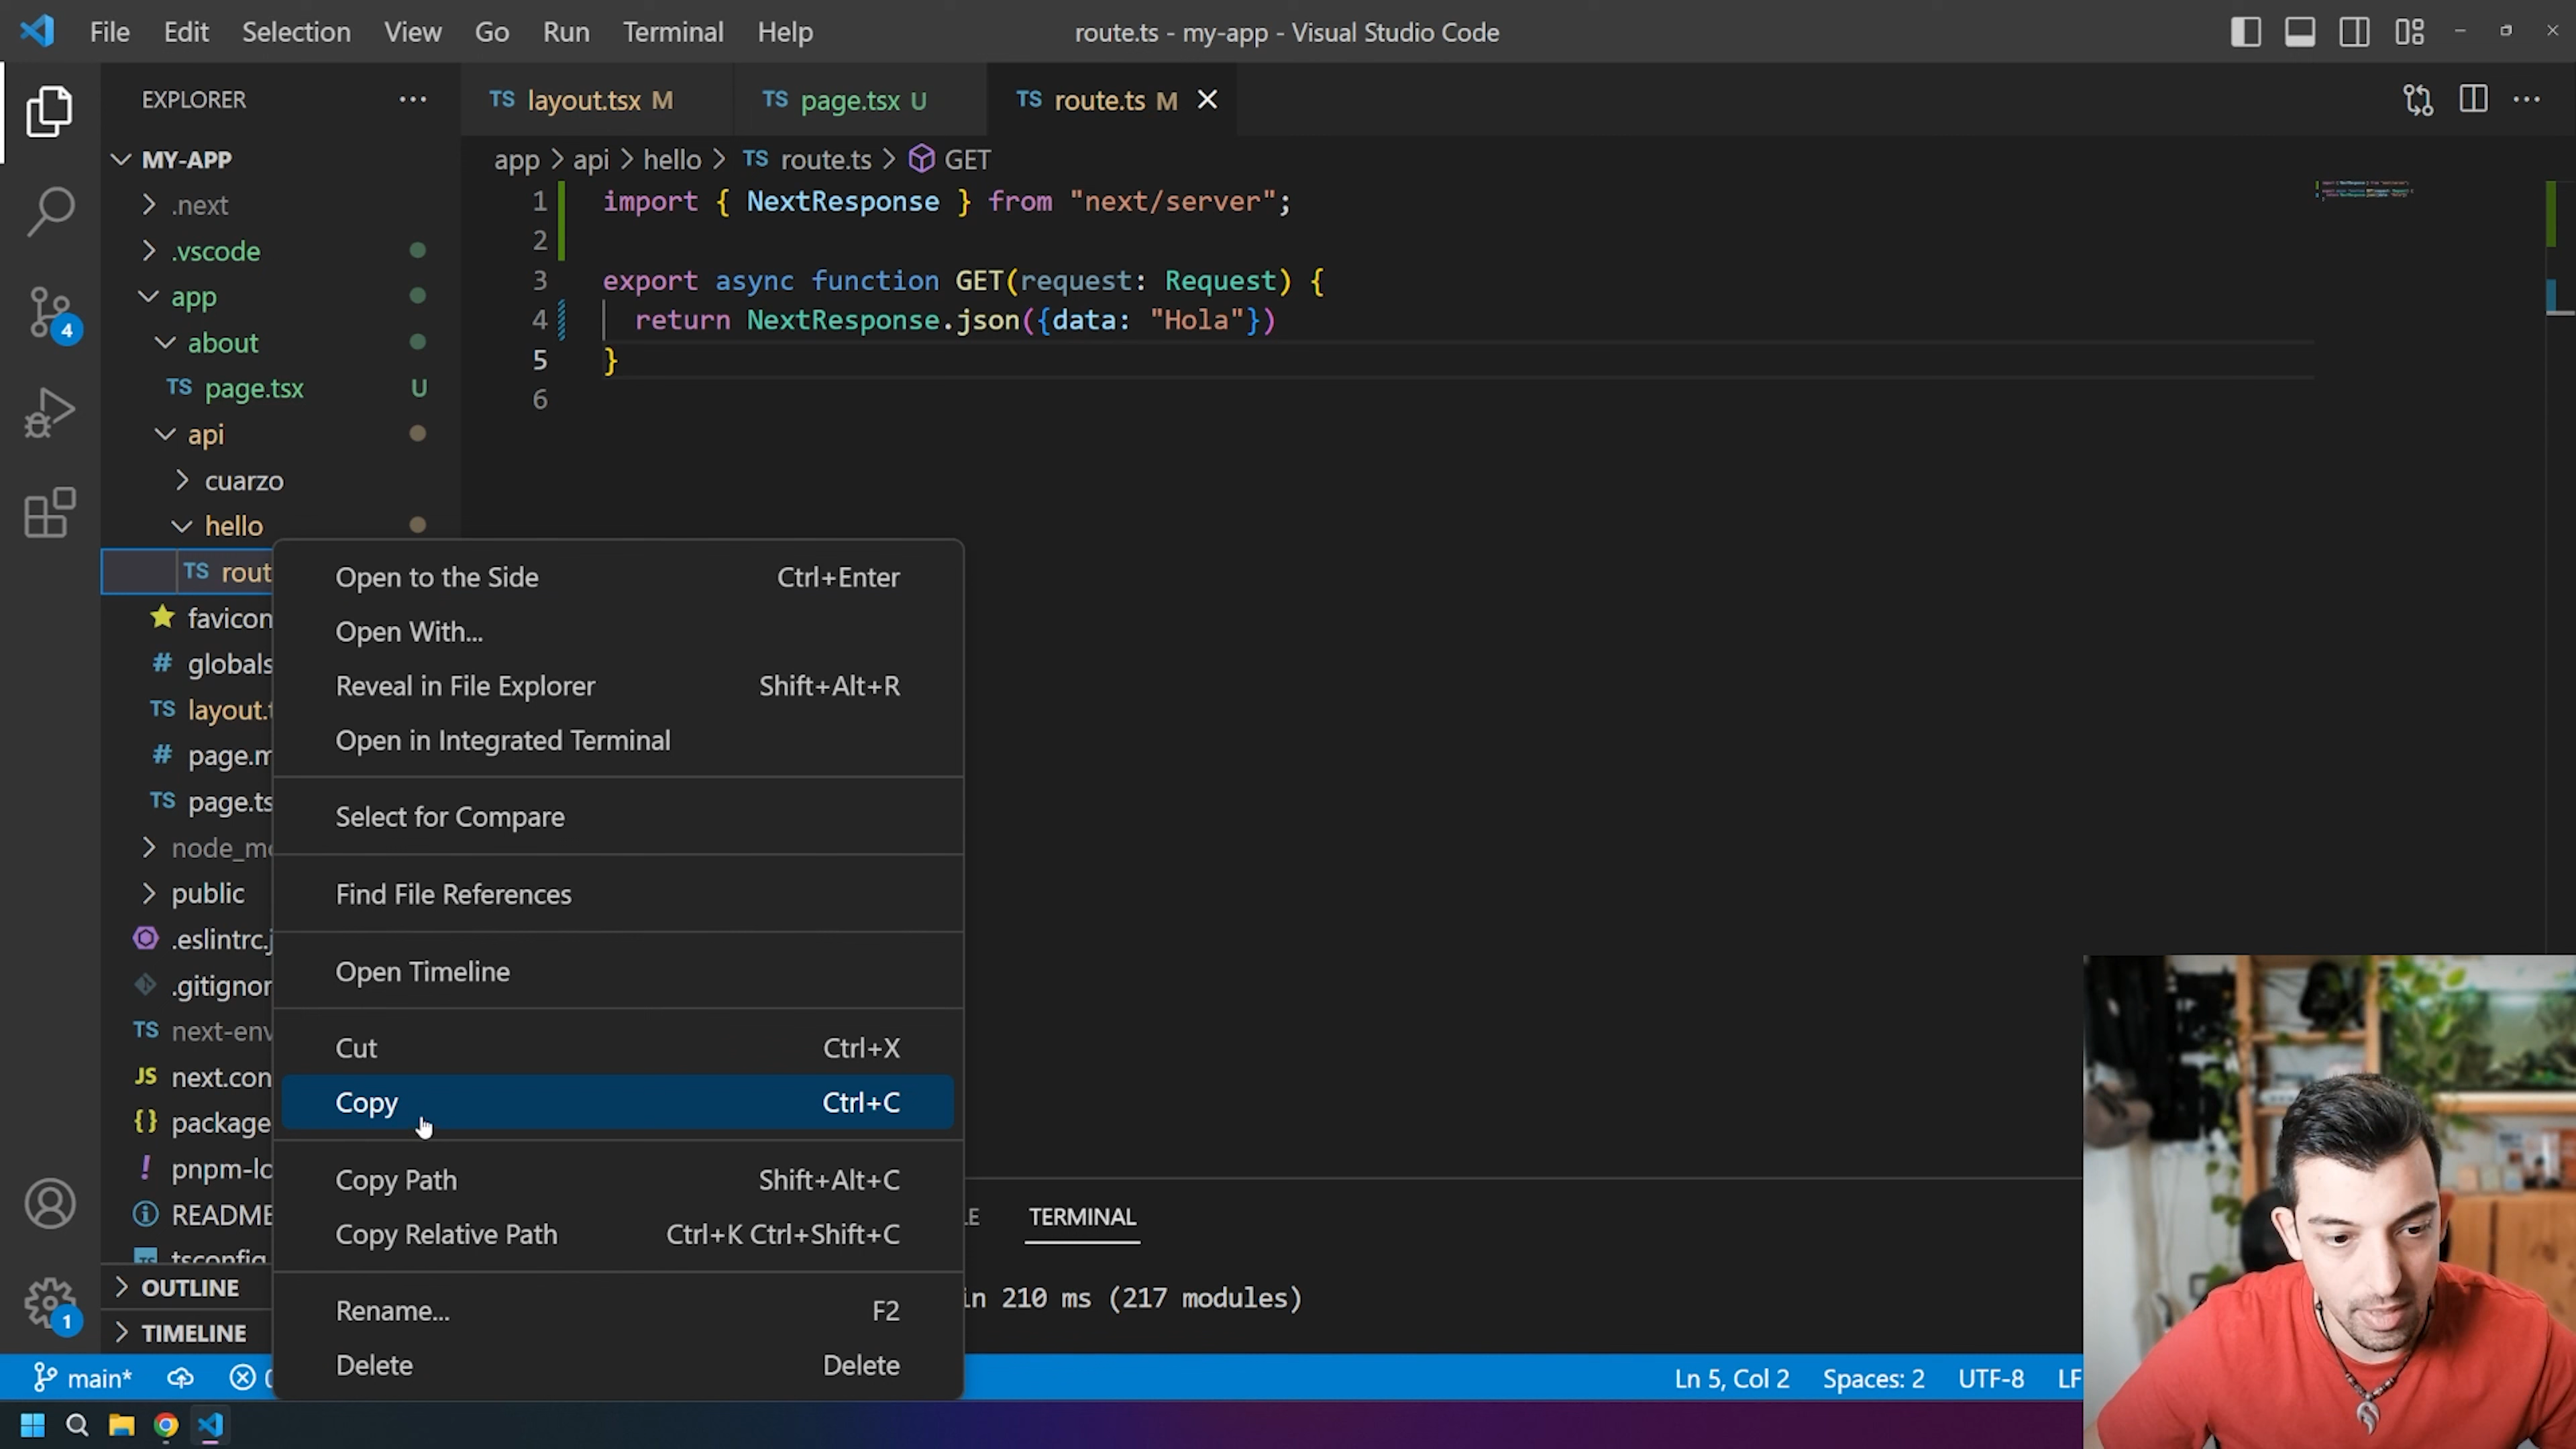 File Edit Selection View Go Run Terminal Help
route.ts - my-app - Visual Studio Code
EXPLORER
MY-APP
.next
.vscode
app
about
TS page.tsx U
api
cuarzo
hello
TS rout
favicon
# globals
TS layout.t
# page.m
TS page.ts
node_mo
public
.eslintrc.j
.gitignor
TS next-env
JS next.con
{} package
! pnpm-lo
README
tsconfig
OUTLINE
TIMELINE
4
1
TS layout.tsx M
TS page.tsx U
TS route.ts M
app > api > hello > TS route.ts > GET
1 import { NextResponse } from "next/server";
2
3 export async function GET(request: Request) {
4 return NextResponse.json({data: "Hola"})
5 }
6
Open to the Side Ctrl+Enter
Open With...
Reveal in File Explorer Shift+Alt+R
Open in Integrated Terminal
Select for Compare
Find File References
Open Timeline
Cut Ctrl+X
Copy Ctrl+C
Copy Path Shift+Alt+C
Copy Relative Path Ctrl+K Ctrl+Shift+C
Rename... F2
Delete Delete
LE TERMINAL
in 210 ms (217 modules)
main*
Ln 5, Col 2 Spaces: 2 UTF-8 LF